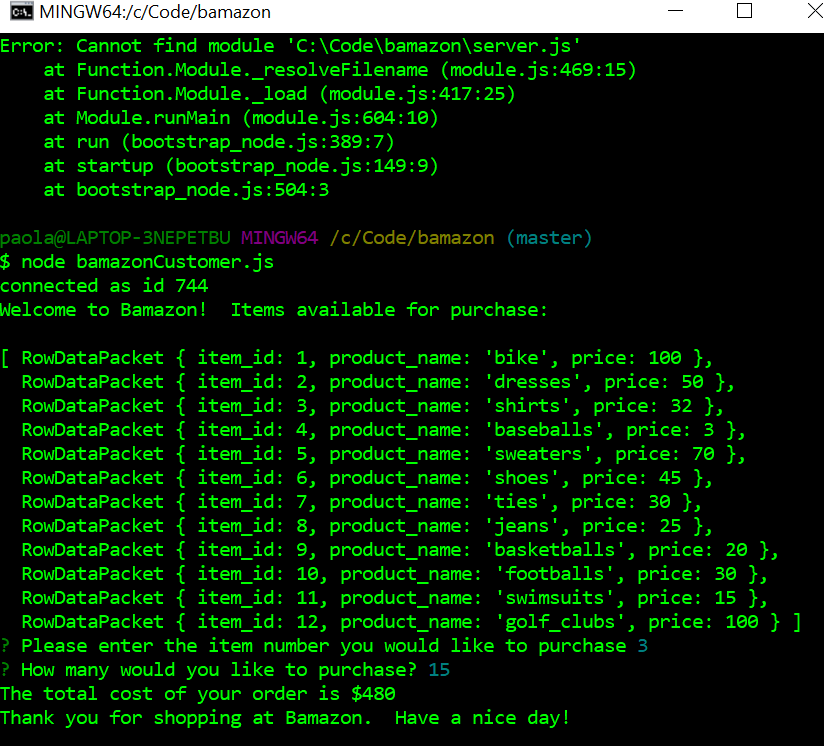 MINGW64:/c/Code/bamazon
Error: Cannot find module 'C:\Code\bamazon\server.js'
    at Function.Module._resolveFilename (module.js:469:15)
    at Function.Module._load (module.js:417:25)
    at Module.runMain (module.js:604:10)
    at run (bootstrap_node.js:389:7)
    at startup (bootstrap_node.js:149:9)
    at bootstrap_node.js:504:3
paola@LAPTOP-3NEPETBU MINGW64 /c/Code/bamazon (master)
$ node bamazonCustomer.js
connected as id 744
Welcome to Bamazon!  Items available for purchase:
[ RowDataPacket { item_id: 1, product_name: 'bike', price: 100 },
  RowDataPacket { item_id: 2, product_name: 'dresses', price: 50 },
  RowDataPacket { item_id: 3, product_name: 'shirts', price: 32 },
  RowDataPacket { item_id: 4, product_name: 'baseballs', price: 3 },
  RowDataPacket { item_id: 5, product_name: 'sweaters', price: 70 },
  RowDataPacket { item_id: 6, product_name: 'shoes', price: 45 },
  RowDataPacket { item_id: 7, product_name: 'ties', price: 30 },
  RowDataPacket { item_id: 8, product_name: 'jeans', price: 25 },
  RowDataPacket { item_id: 9, product_name: 'basketballs', price: 20 },
  RowDataPacket { item_id: 10, product_name: 'footballs', price: 30 },
  RowDataPacket { item_id: 11, product_name: 'swimsuits', price: 15 },
  RowDataPacket { item_id: 12, product_name: 'golf_clubs', price: 100 } ]
? Please enter the item number you would like to purchase 3
? How many would you like to purchase? 15
The total cost of your order is $480
Thank you for shopping at Bamazon.  Have a nice day!